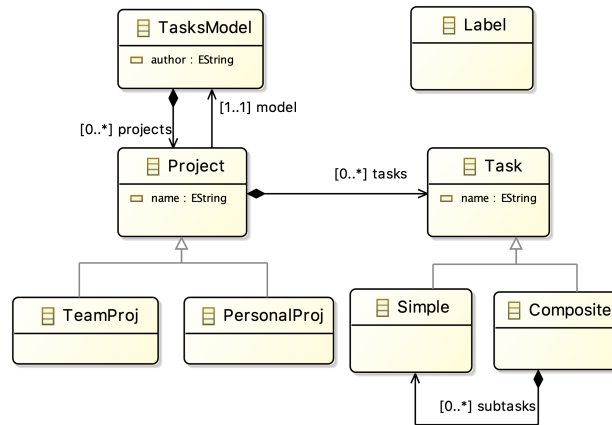 TasksModel
author : EString
Label
[1..1] model
[0..*] projects
Project
name : EString
[0..*] tasks
Task
name : EString
TeamProj
PersonalProj
Simple
Composite
[0..*] subtasks